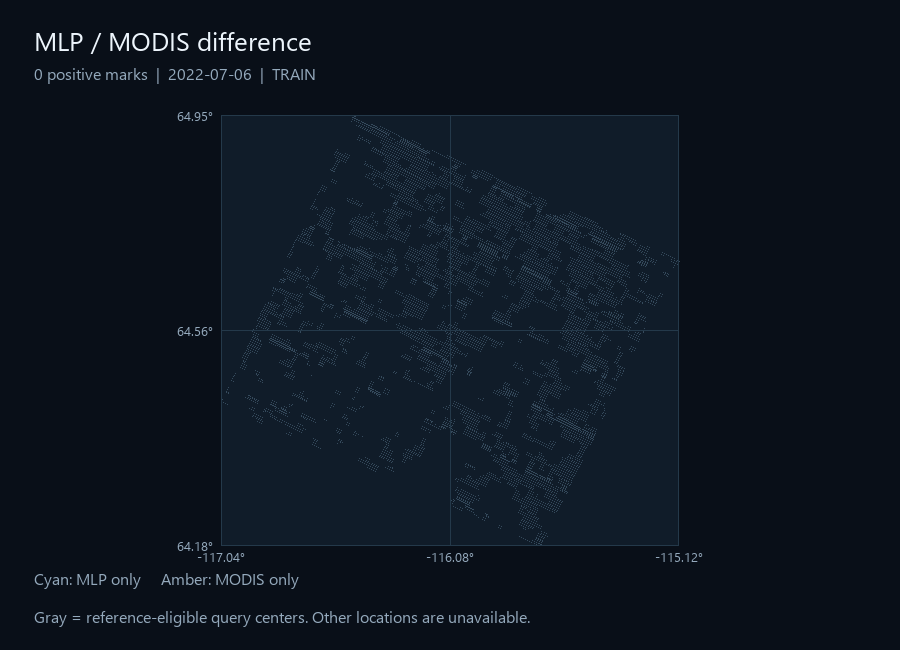 MLP / MODIS difference
0 positive marks | 2022-07-06 | TRAIN
64.95°
64.56°
64.18°
-117.04°
-116.08°
-115.12°
Cyan: MLP only
Amber: MODIS only
Gray = reference-eligible query centers. Other locations are unavailable.